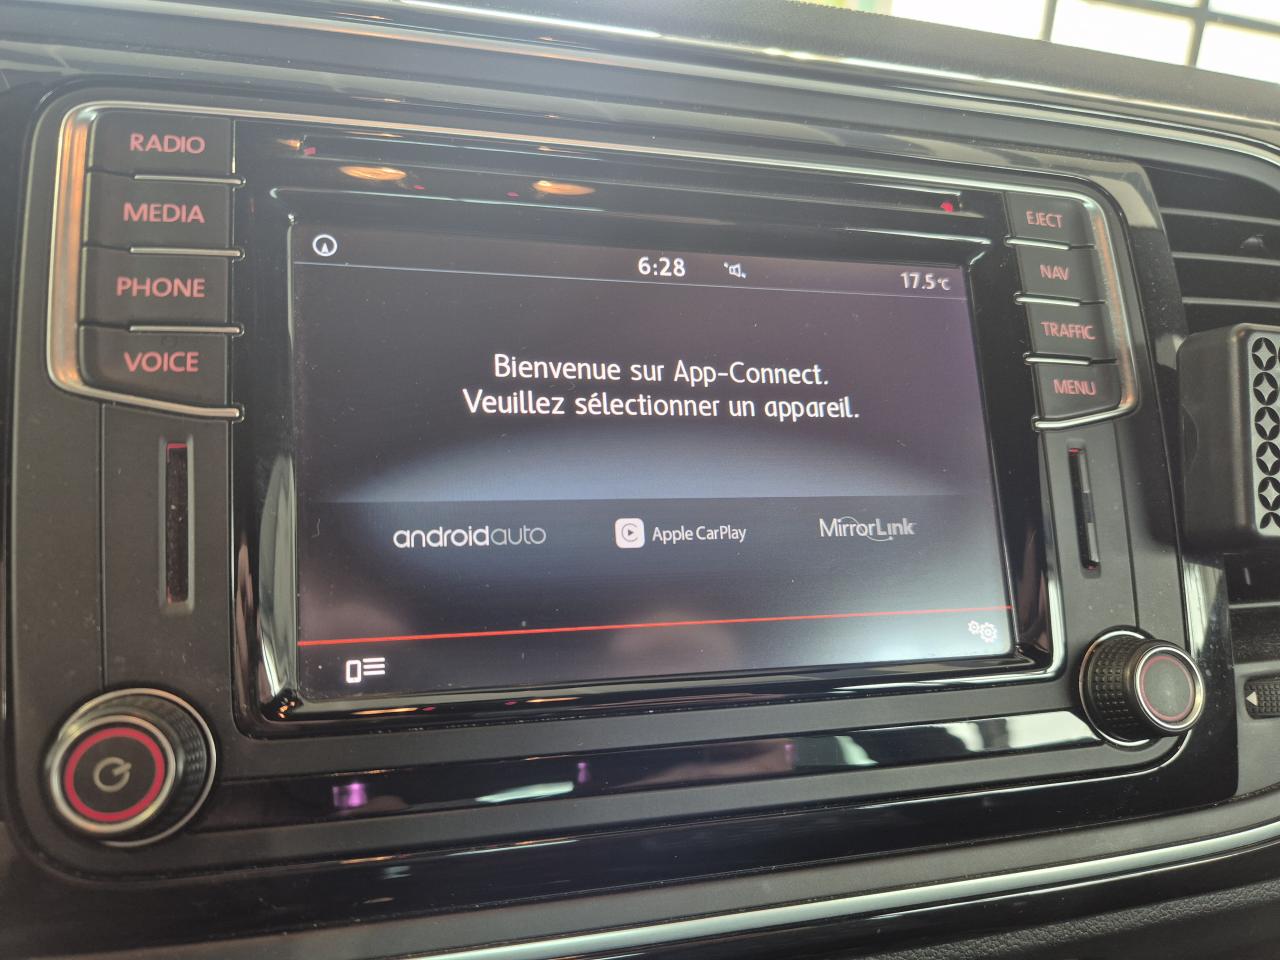 RADIO
MEDIA
PHONE
VOICE
EJECT
NAV
TRAFFIC
MENU
6:28
17.5°C
Bienvenue sur App-Connect.
Veuillez sélectionner un appareil.
androidauto
Apple CarPlay
MirrorLink